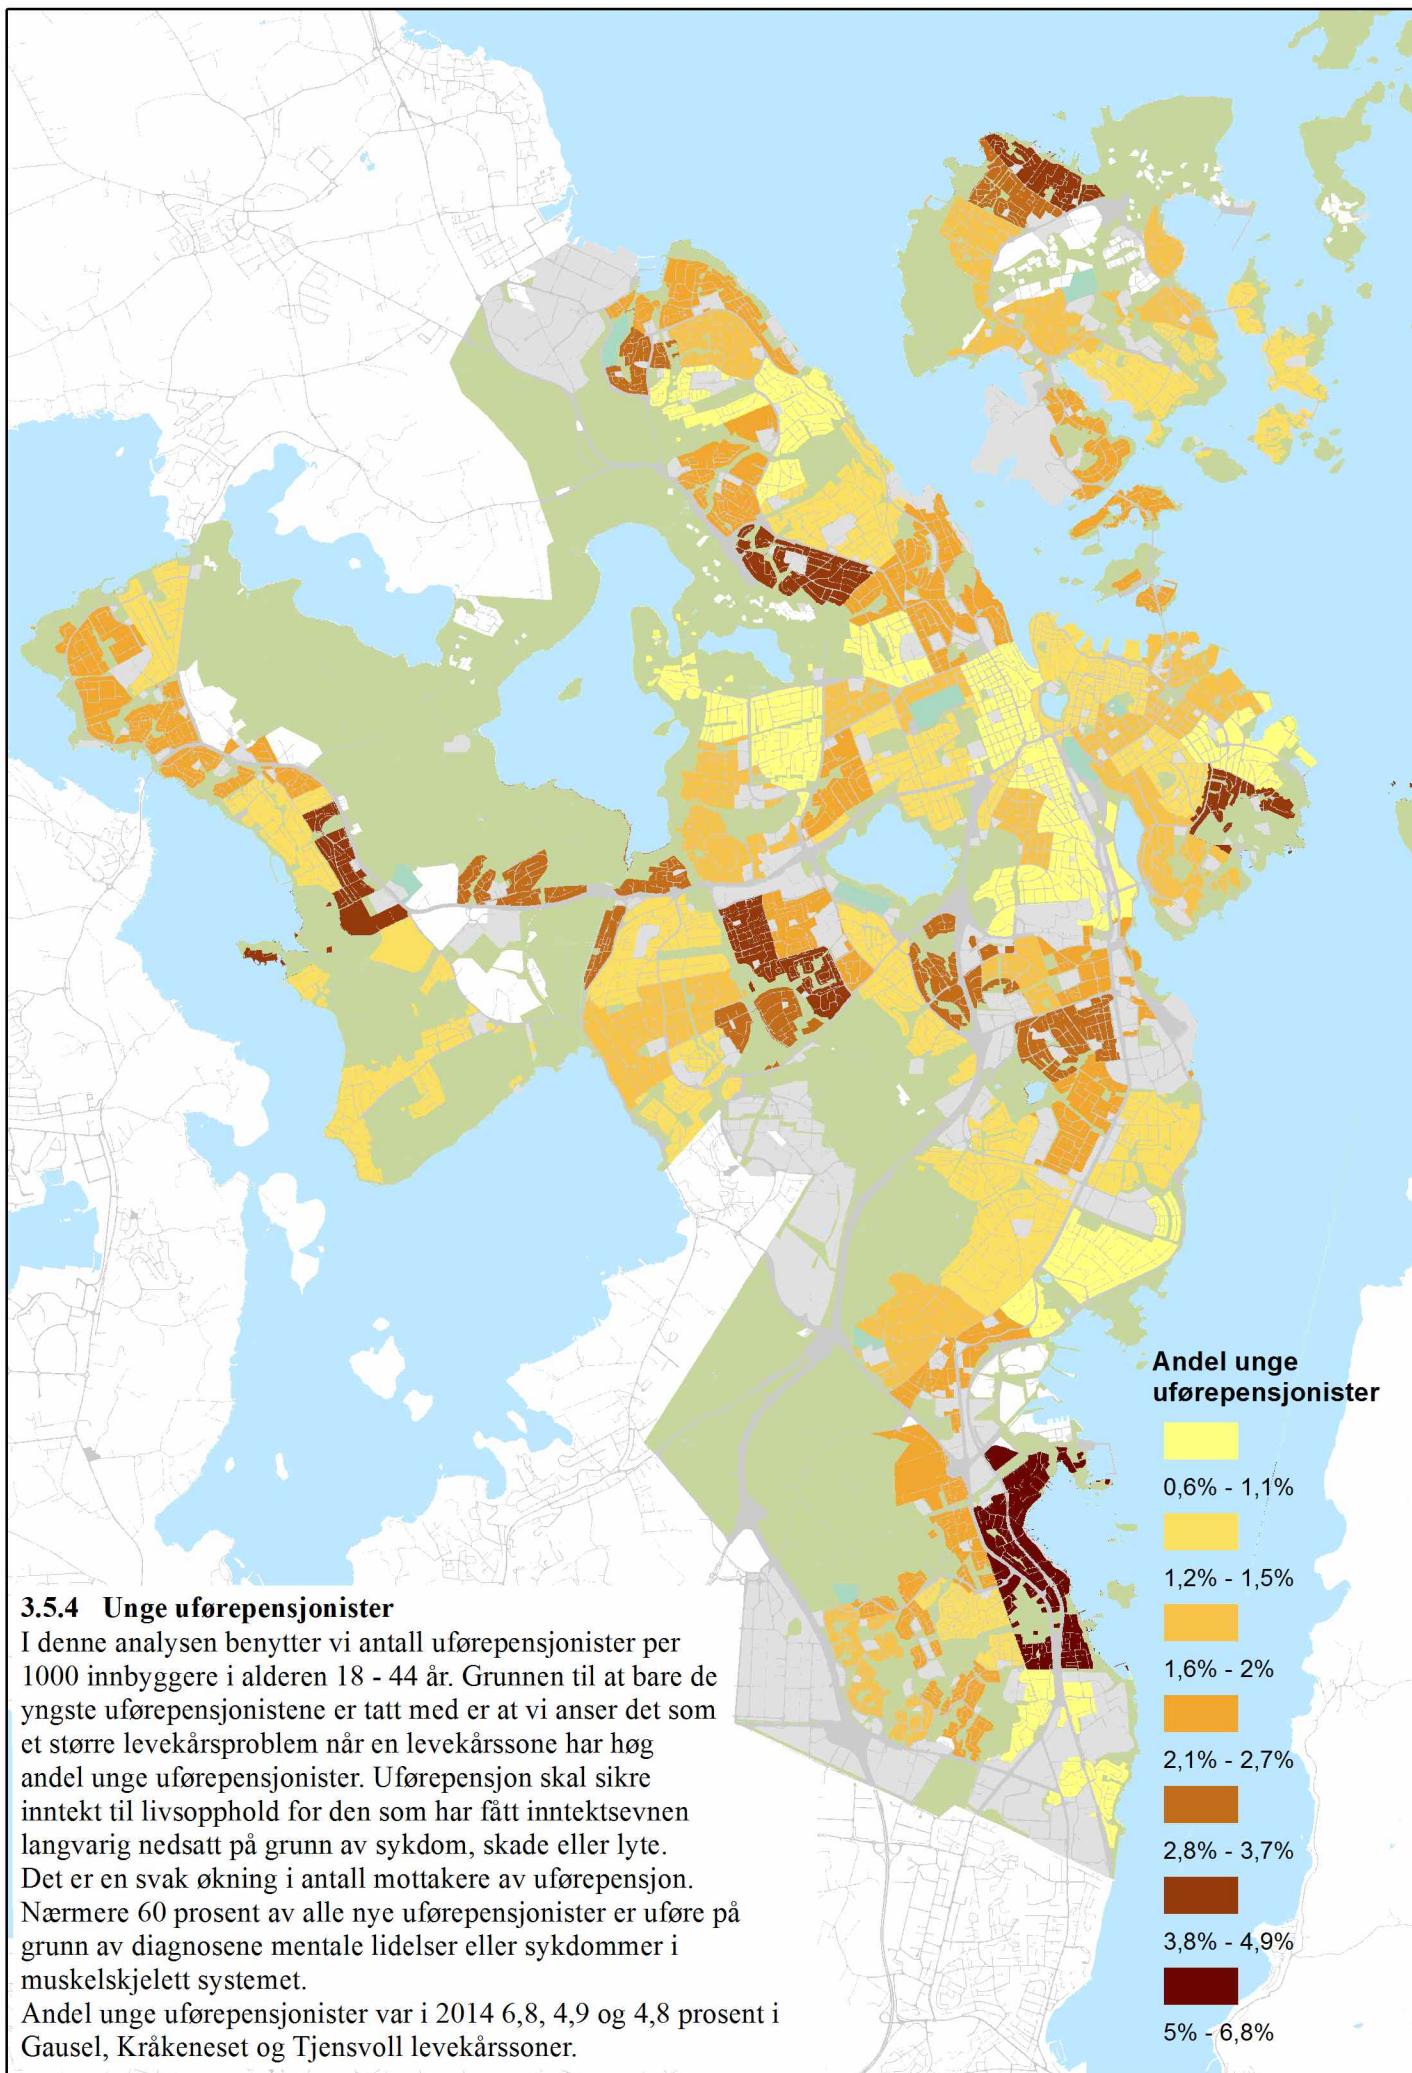 Andel unge
uførepensjonister
0,6% - 1,1%
1,2% - 1,5%
1,6% - 2%
2,1% - 2,7%
2,8% - 3,7%
3,8% - 4,9%
5% - 6,8%
3.5.4 Unge uførepensjonister
I denne analysen benytter vi antall uførepensjonister per
1000 innbyggere i alderen 18 - 44 år. Grunnen til at bare de
yngste uførepensjonistene er tatt med er at vi anser det som
et større levekårsproblem når en levekårssone har høg
andel unge uførepensjonister. Uførepensjon skal sikre
inntekt til livsopphold for den som har fått inntektsevnen
langvarig nedsatt på grunn av sykdom, skade eller lyte.
Det er en svak økning i antall mottakere av uførepensjon.
Nærmere 60 prosent av alle nye uførepensjonister er uføre på
grunn av diagnosene mentale lidelser eller sykdommer i
muskelskjelett systemet.
Andel unge uførepensjonister var i 2014 6,8, 4,9 og 4,8 prosent i
Gausel, Kråkeneset og Tjensvoll levekårssoner.